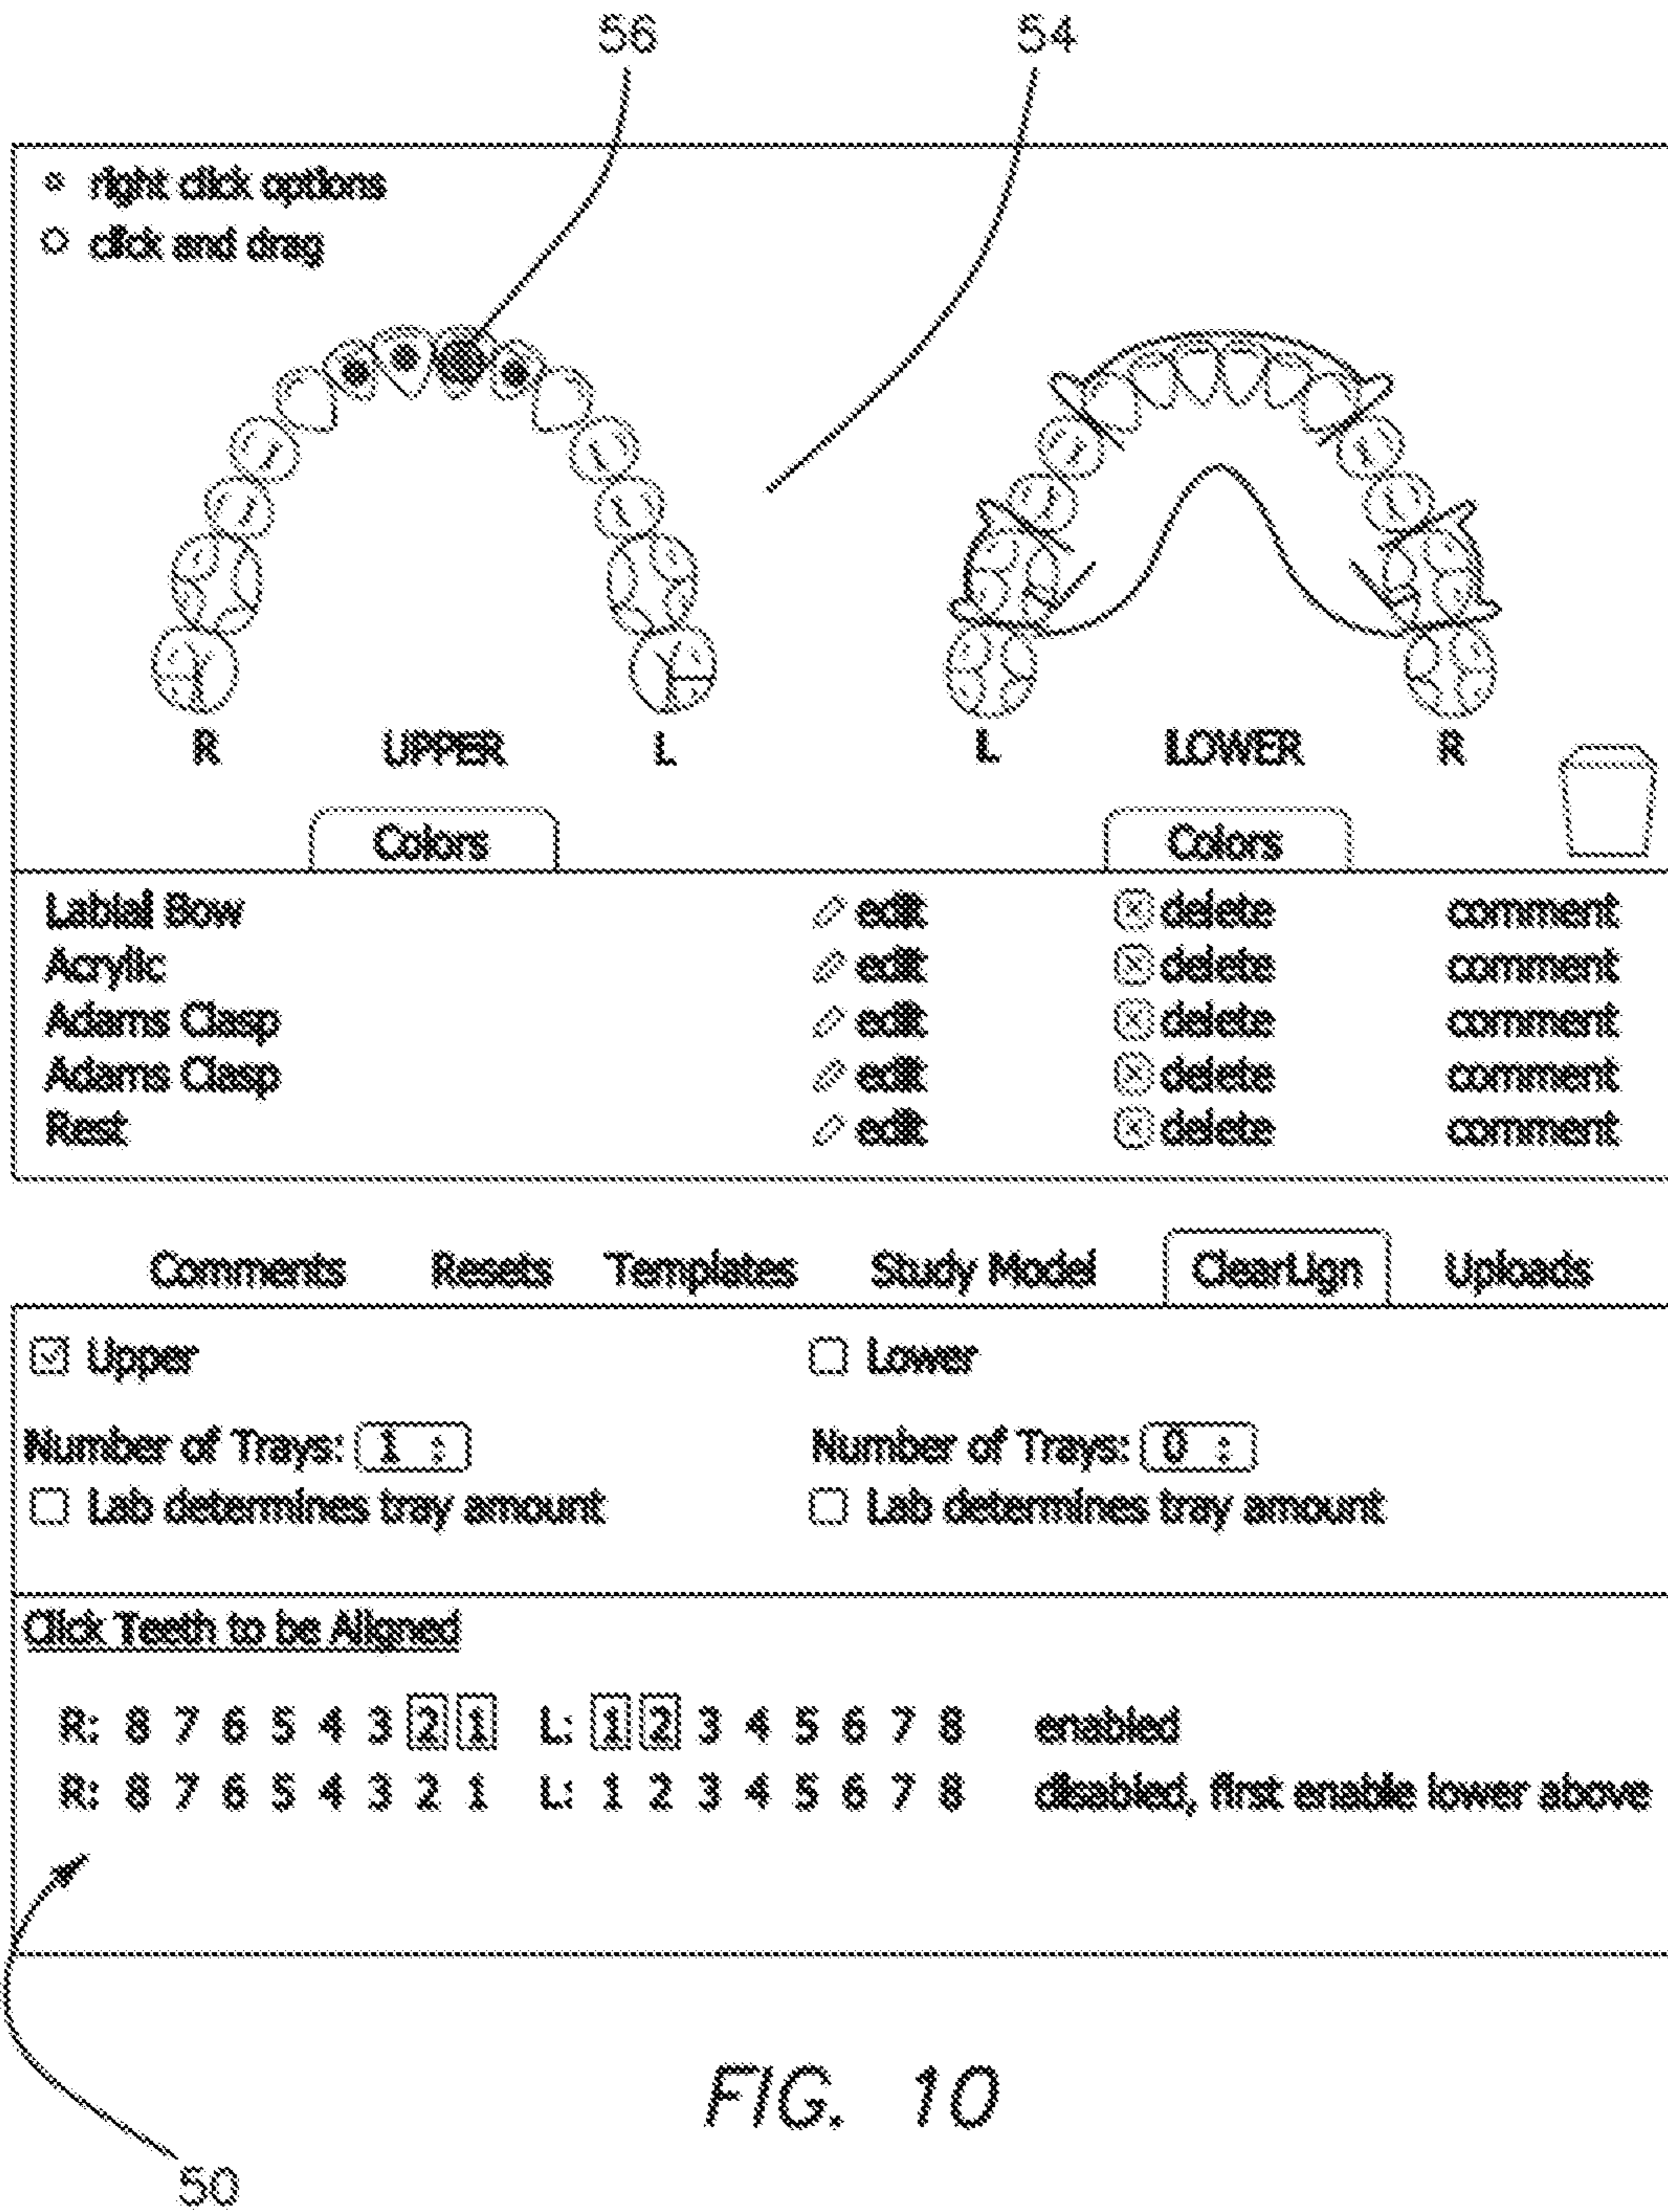 56 54
right click options
click and drag
R UPPER L L LOWER R
Colors Colors
Labial Bow edit delete comment
Acrylic edit delete comment
Adams Clasp edit delete comment
Adams Clasp edit delete comment
Rest edit delete comment
Comments Resets Templates Study Model ClearLign Uploads
Upper Lower
Number of Trays: 1 Number of Trays: 0
Lab determines tray amount Lab determines tray amount
Click Teeth to be Aligned
R: 8 7 6 5 4 3 2 1 L: 1 2 3 4 5 6 7 8 enabled
R: 8 7 6 5 4 3 2 1 L: 1 2 3 4 5 6 7 8 disabled, first enable lower above
FIG. 10
50